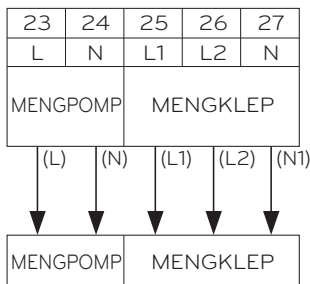 23 24 25 26 27
L N L1 L2 N
MENGPOMP MENGKLEP
(L) (N) (L1) (L2) (N1)
MENGPOMP MENGKLEP